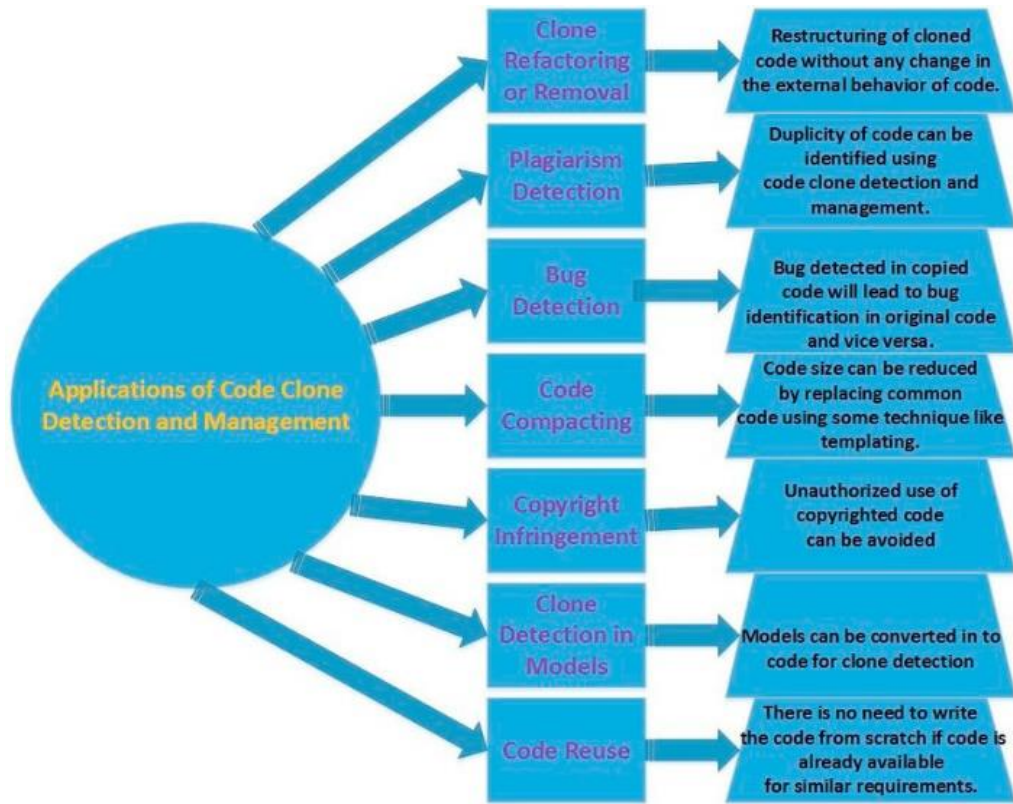 Applications of Code Clone
Detection and Management
Clone
Refactoring
or Removal
Restructuring of cloned
code without any change in
the external behavior of code.
Plagiarism
Detection
Duplicity of code can be
identified using
code clone detection and
management.
Bug
Detection
Bug detected in copied
code will lead to bug
identification in original code
and vice versa.
Code
Compacting
Code size can be reduced
by replacing common
code using some technique like
templating.
Copyright
Infringement
Unauthorized use of
copyrighted code
can be avoided
Clone
Detection in
Models
Models can be converted in to
code for clone detection
Code Reuse
There is no need to write
the code from scratch if code is
already available
for similar requirements.